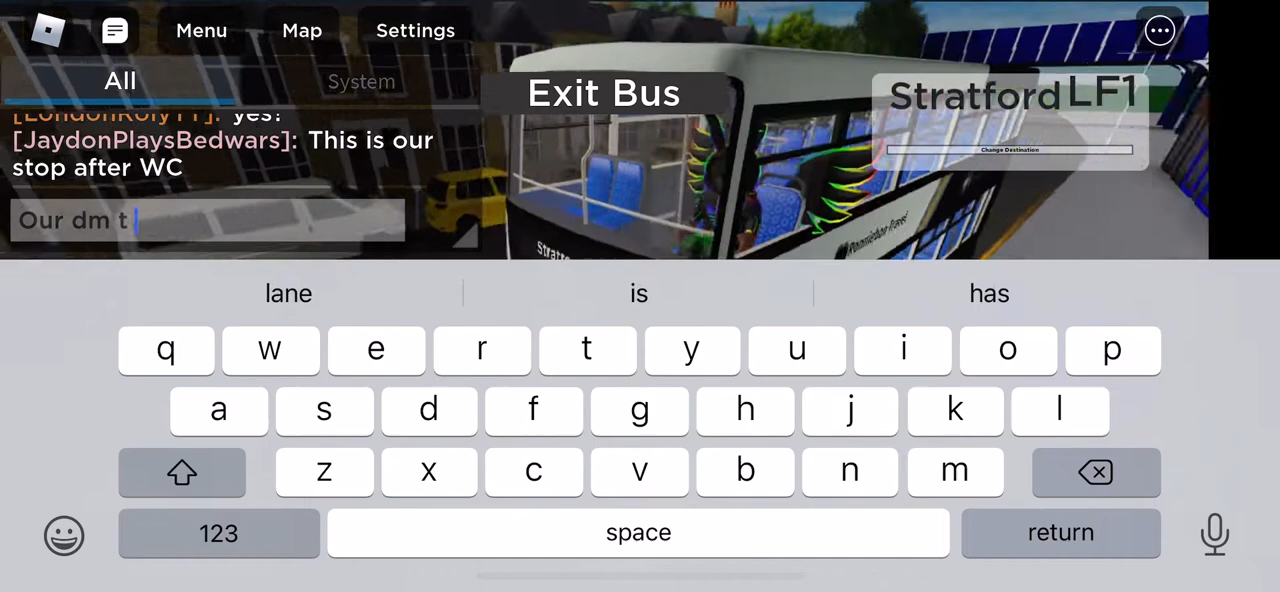 Menu Map Settings
All System
Exit Bus
Stratford LF1
Change Destination
yes!
[JaydonPlaysBedwars]: This is our
stop after WC
Our dm t
lane is has
q w e r t y u i o p
a s d f g h j k l
z x c v b n m
123 space return